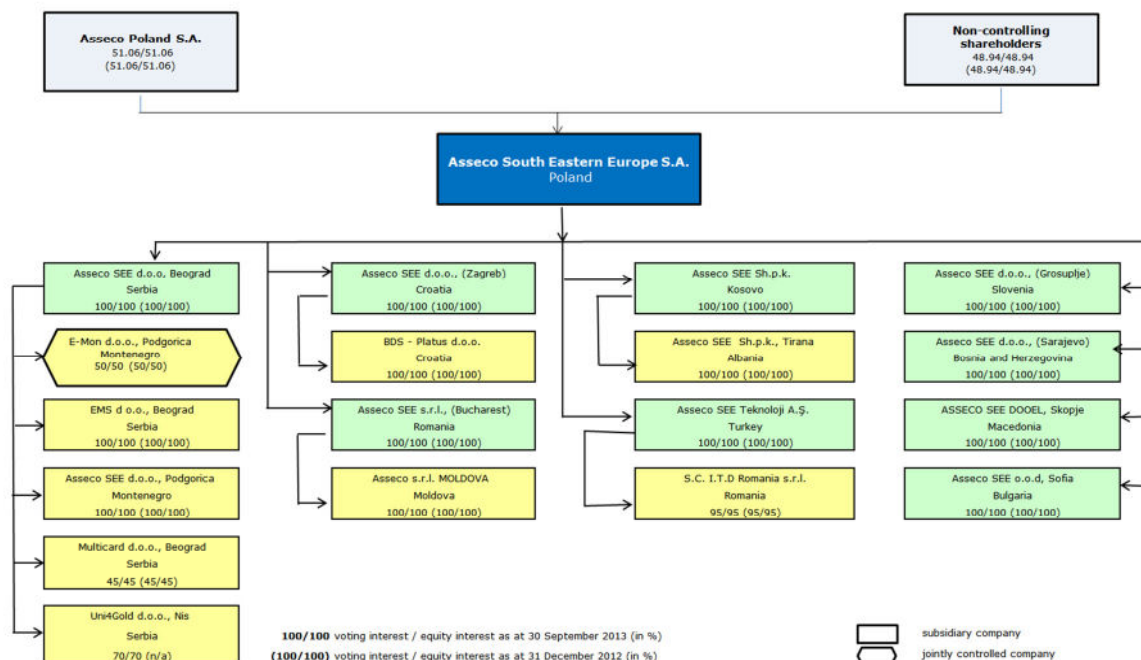 Asseco Poland S.A.
51.06/51.06
(51.06/51.06)
Non-controlling
shareholders
48.94/48.94
(48.94/48.94)
Asseco South Eastern Europe S.A.
Poland
Asseco SEE d.o.o, Beograd
Serbia
100/100 (100/100)
E-Mon d.o.o., Podgorica
Montenegro
50/50 (50/50)
EMS d o.o., Beograd
Serbia
100/100 (100/100)
Asseco SEE d.o.o., Podgorica
Montenegro
100/100 (100/100)
Multicard d.o.o., Beograd
Serbia
45/45 (45/45)
Uni4Gold d.o.o., Nis
Serbia
70/70 (n/a)
Asseco SEE d.o.o., (Zagreb)
Croatia
100/100 (100/100)
BDS - Platus d.o.o.
Croatia
100/100 (100/100)
Asseco SEE s.r.l., (Bucharest)
Romania
100/100 (100/100)
Asseco s.r.l. MOLDOVA
Moldova
100/100 (100/100)
Asseco SEE Sh.p.k.
Kosovo
100/100 (100/100)
Asseco SEE Sh.p.k., Tirana
Albania
100/100 (100/100)
Asseco SEE Teknoloji A.Ş.
Turkey
100/100 (100/100)
S.C. I.T.D Romania s.r.l.
Romania
95/95 (95/95)
Asseco SEE d.o.o., (Grosuplje)
Slovenia
100/100 (100/100)
Asseco SEE d.o.o., (Sarajevo)
Bosnia and Herzegovina
100/100 (100/100)
ASSECO SEE DOOEL, Skopje
Macedonia
100/100 (100/100)
Asseco SEE o.o.d, Sofia
Bulgaria
100/100 (100/100)
100/100 voting interest / equity interest as at 30 September 2013 (in %)
(100/100) voting interest / equity interest as at 31 December 2012 (in %)
subsidiary company
jointly controlled company